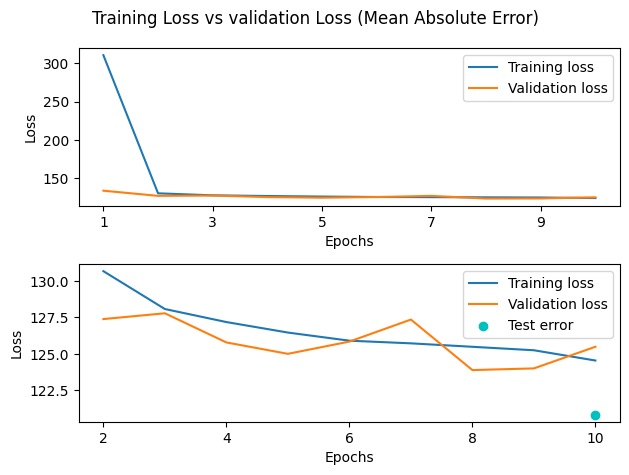 Training Loss vs validation Loss (Mean Absolute Error)
300
250
200
150
Loss
Training loss
Validation loss
1 3 5 7 9
Epochs
130.0
127.5
125.0
122.5
Loss
Training loss
Validation loss
Test error
2 4 6 8 10
Epochs